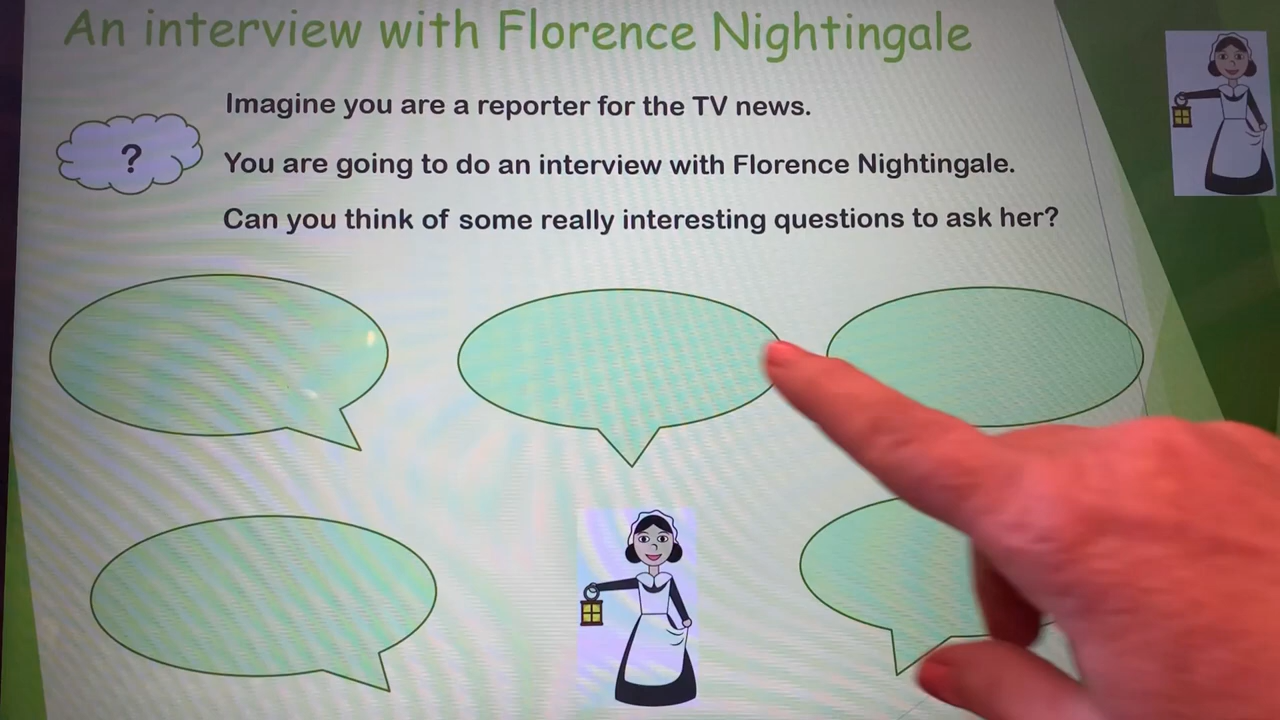 An interview with Florence Nightingale
Imagine you are a reporter for the TV news.
?
You are going to do an interview with Florence Nightingale.
Can you think of some really interesting questions to ask her?